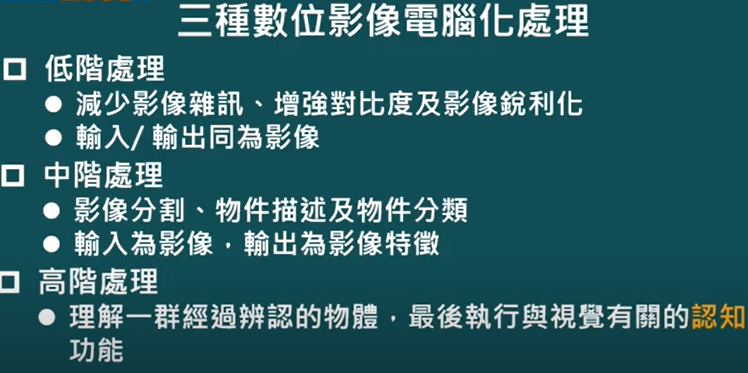 三種數位影像電腦化處理
低階處理
減少影像雜訊、增強對比度及影像銳利化
輸入/ 輸出同為影像
中階處理
影像分割、物件描述及物件分類
輸入為影像，輸出為影像特徵
高階處理
理解一群經過辨認的物體，最後執行與視覺有關的認知
功能